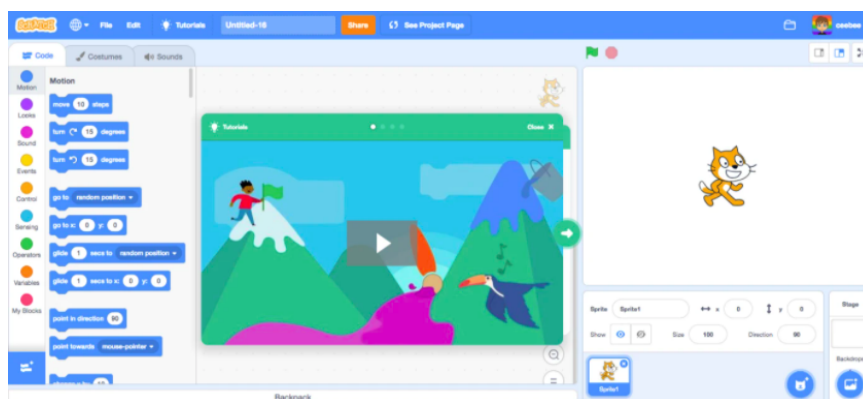 SCRATCH File Edit Tutorials Untitled-18 Share See Project Page ceebee
Code Costumes Sounds
Motion
Looks
Sound
Events
Control
Sensing
Operators
Variables
My Blocks
Motion
move 10 steps
turn 15 degrees
turn 15 degrees
go to random position
go to x: 0 y: 0
glide 1 secs to random position
glide 1 secs to x: 0 y: 0
point in direction 90
point towards mouse-pointer
Tutorials Close
Sprite Sprite1 x 0 y 0
Show Size 100 Direction 90
Sprite1
Stage
Backdrops
Backpack